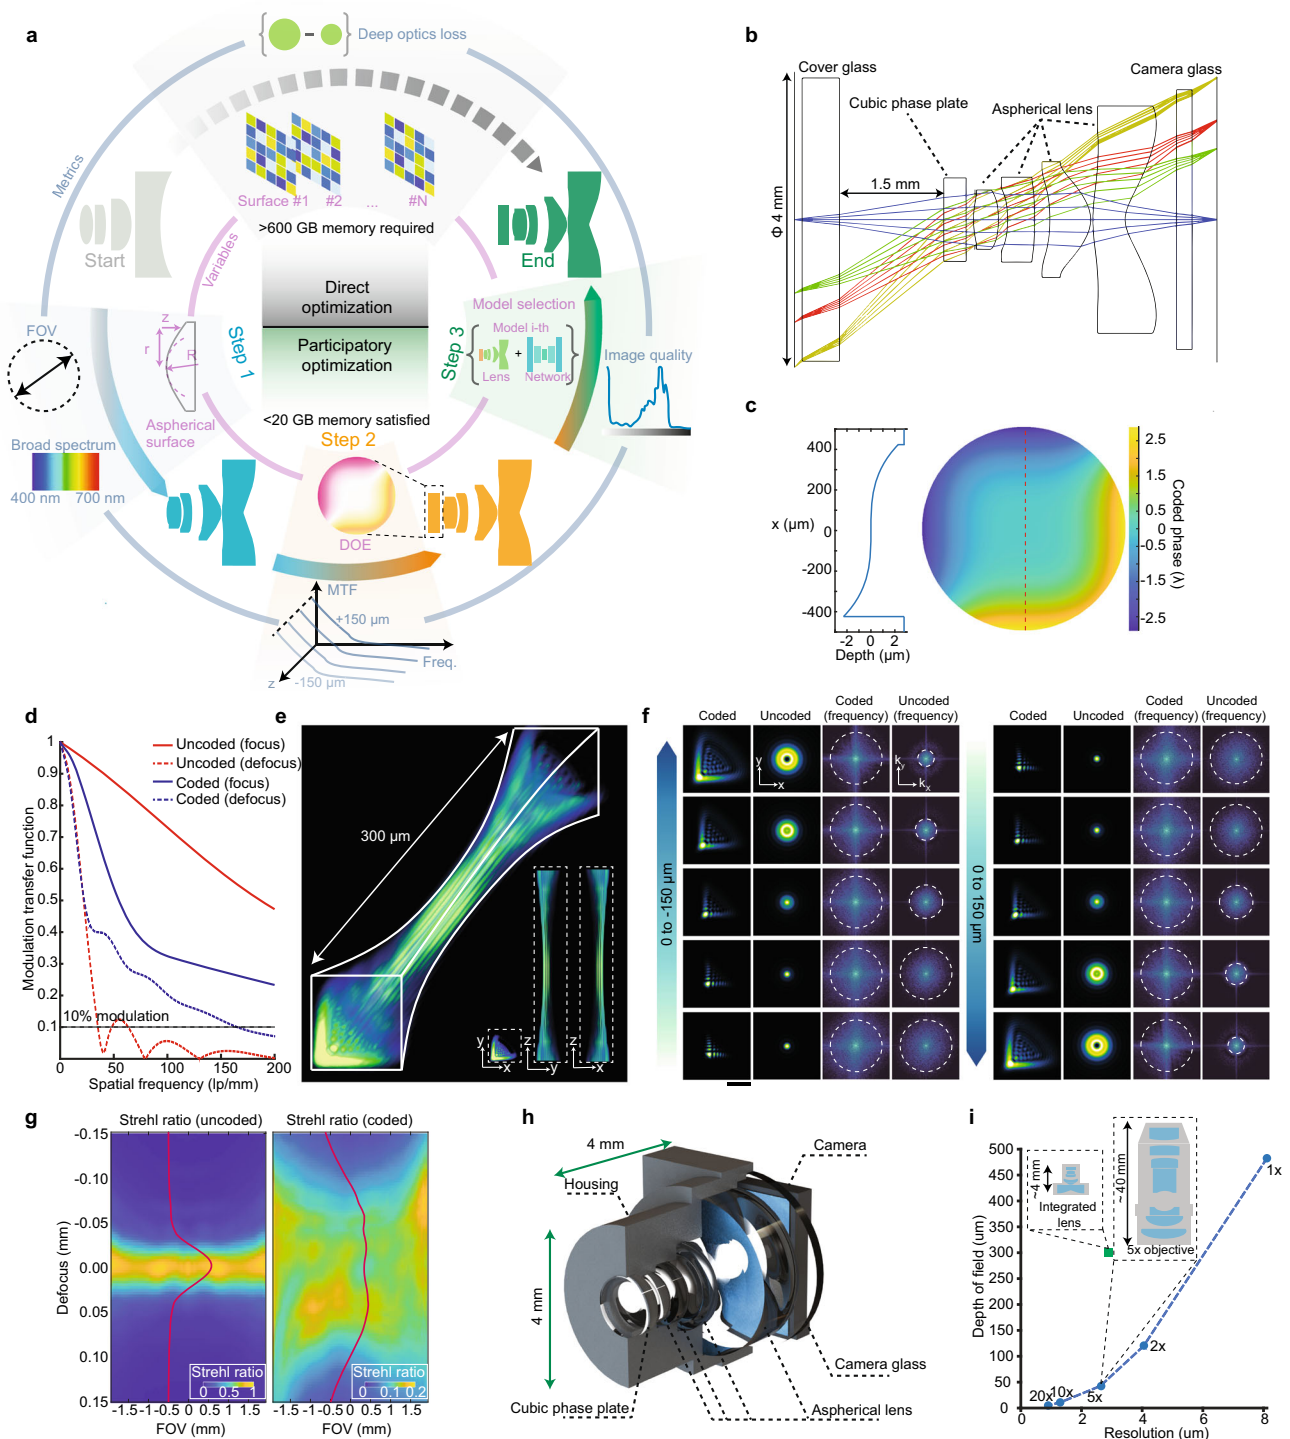 a
Deep optics loss
Metrics
Surface #1 #2 ... #N
>600 GB memory required
Start
Variables
End
Direct
optimization
Participatory
optimization
<20 GB memory satisfied
FOV
z
r
R
Step 1
Aspherical
surface
Broad spectrum
400 nm 700 nm
Step 2
DOE
MTF
+150 µm
-150 µm
Freq.
z
Step 3
Model selection
Model i-th
+
Lens Network
Image quality
b
Cover glass
Camera glass
Cubic phase plate
Aspherical lens
1.5 mm
Φ 4 mm
c
400
200
x (µm)
0
-200
-400
-2 0 2
Depth (µm)
2.5
1.5
0.5
0
-0.5
-1.5
-2.5
Coded phase (λ)
d
Modulation transfer function
1
0.9
0.8
0.7
0.6
0.5
0.4
0.3
0.2
0.1
Uncoded (focus)
Uncoded (defocus)
Coded (focus)
Coded (defocus)
10% modulation
0 50 100 150 200
Spatial frequency (lp/mm)
e
300 µm
y
x
z
y
z
x
f
Coded Uncoded Coded (frequency) Uncoded (frequency)
y
x
ky
kx
0 to -150 µm
Coded Uncoded Coded (frequency) Uncoded (frequency)
0 to 150 µm
g
Strehl ratio (uncoded) Strehl ratio (coded)
Defocus (mm)
-0.15
-0.10
-0.05
0.00
0.05
0.10
0.15
Strehl ratio
0 0.5 1
-1.5 -1 -0.5 0 0.5 1 1.5
FOV (mm)
Strehl ratio
0 0.1 0.2
-1.5 -1 -0.5 0 0.5 1 1.5
FOV (mm)
h
4 mm
4 mm
Housing
Camera
Camera glass
Cubic phase plate
Aspherical lens
i
Depth of field (um)
500
450
400
350
300
250
200
150
100
50
0
~4 mm
Integrated
lens
~40 mm
5x objective
1x
2x
5x
10x
20x
0 2 4 6 8
Resolution (um)